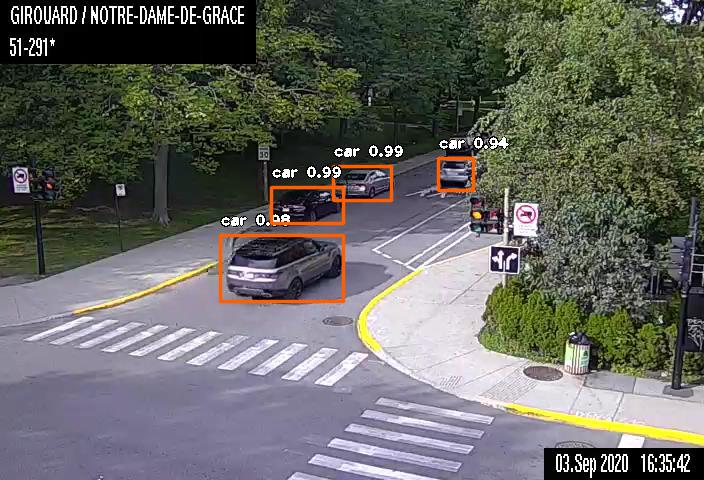 GIROUARD / NOTRE-DAME-DE-GRACE
51-291*
car 0.99
car 0.94
car 0.99
car 0.98
30
03.Sep 2020 16:35:42